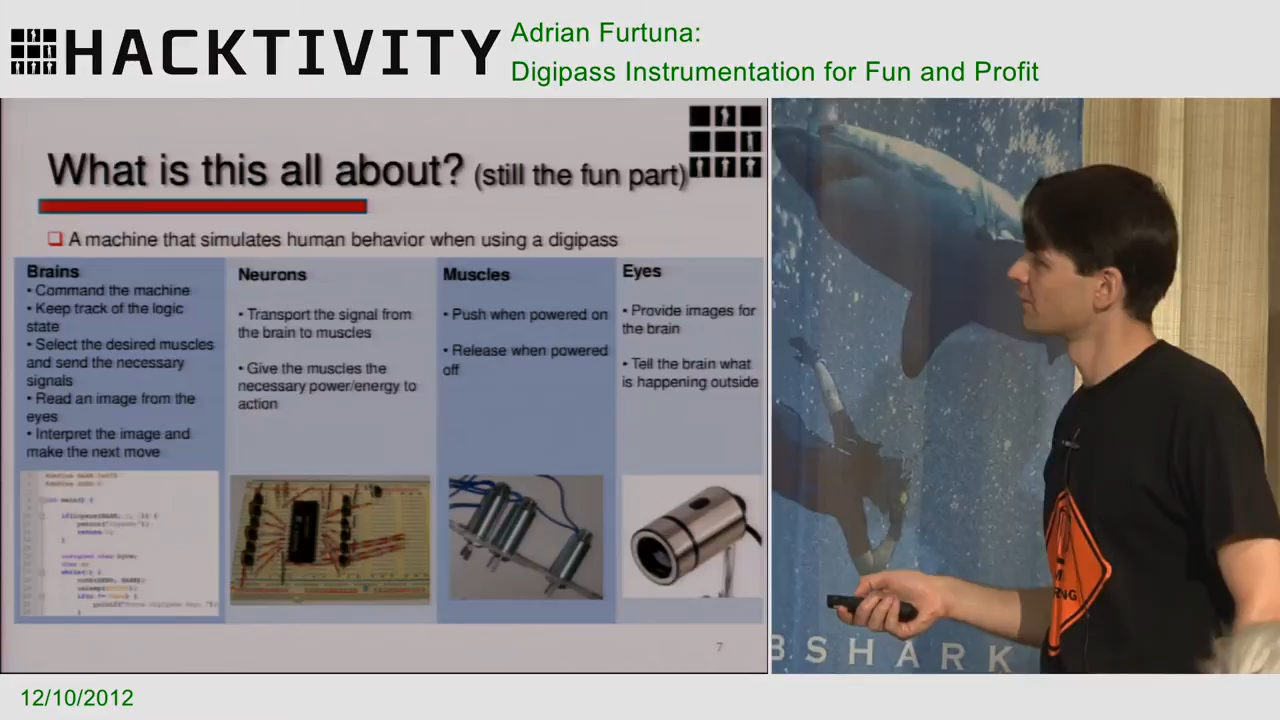 HACKTIVITY
Adrian Furtuna:
Digipass Instrumentation for Fun and Profit
What is this all about? (still the fun part)
A machine that simulates human behavior when using a digipass
Brains
• Command the machine
• Keep track of the logic
state
• Select the desired muscles
and send the necessary
signals
• Read an image from the
eyes
• Interpret the image and
make the next move
Neurons
• Transport the signal from
the brain to muscles
• Give the muscles the
necessary power/energy to
action
Muscles
• Push when powered on
• Release when powered
off
Eyes
• Provide images for
the brain
• Tell the brain what
is happening outside
7
BSHARK
12/10/2012